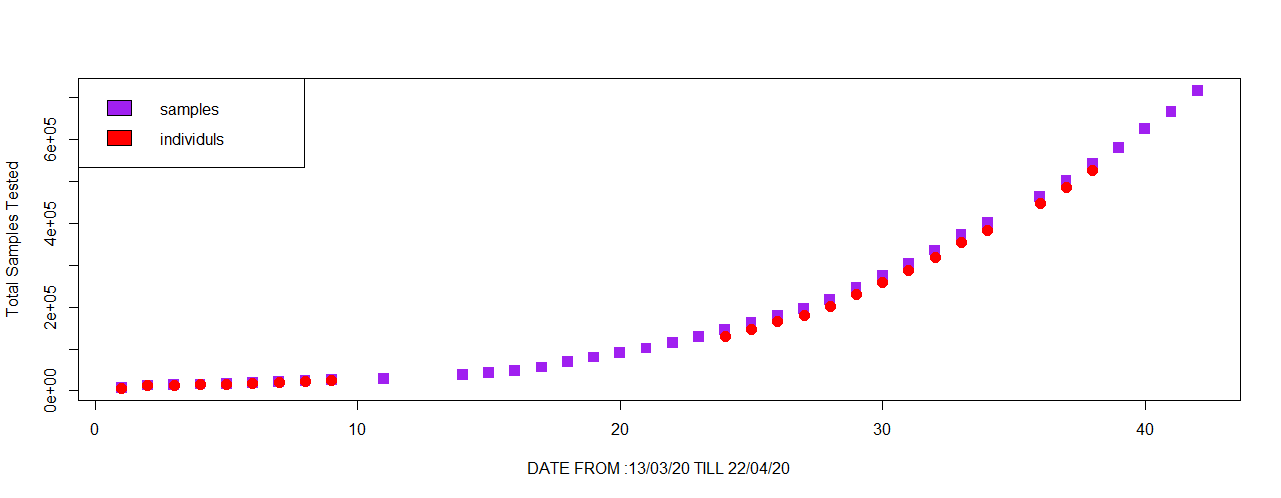 samples
individuls
Total Samples Tested
6e+05
4e+05
2e+05
0e+00
0 10 20 30 40
DATE FROM :13/03/20 TILL 22/04/20